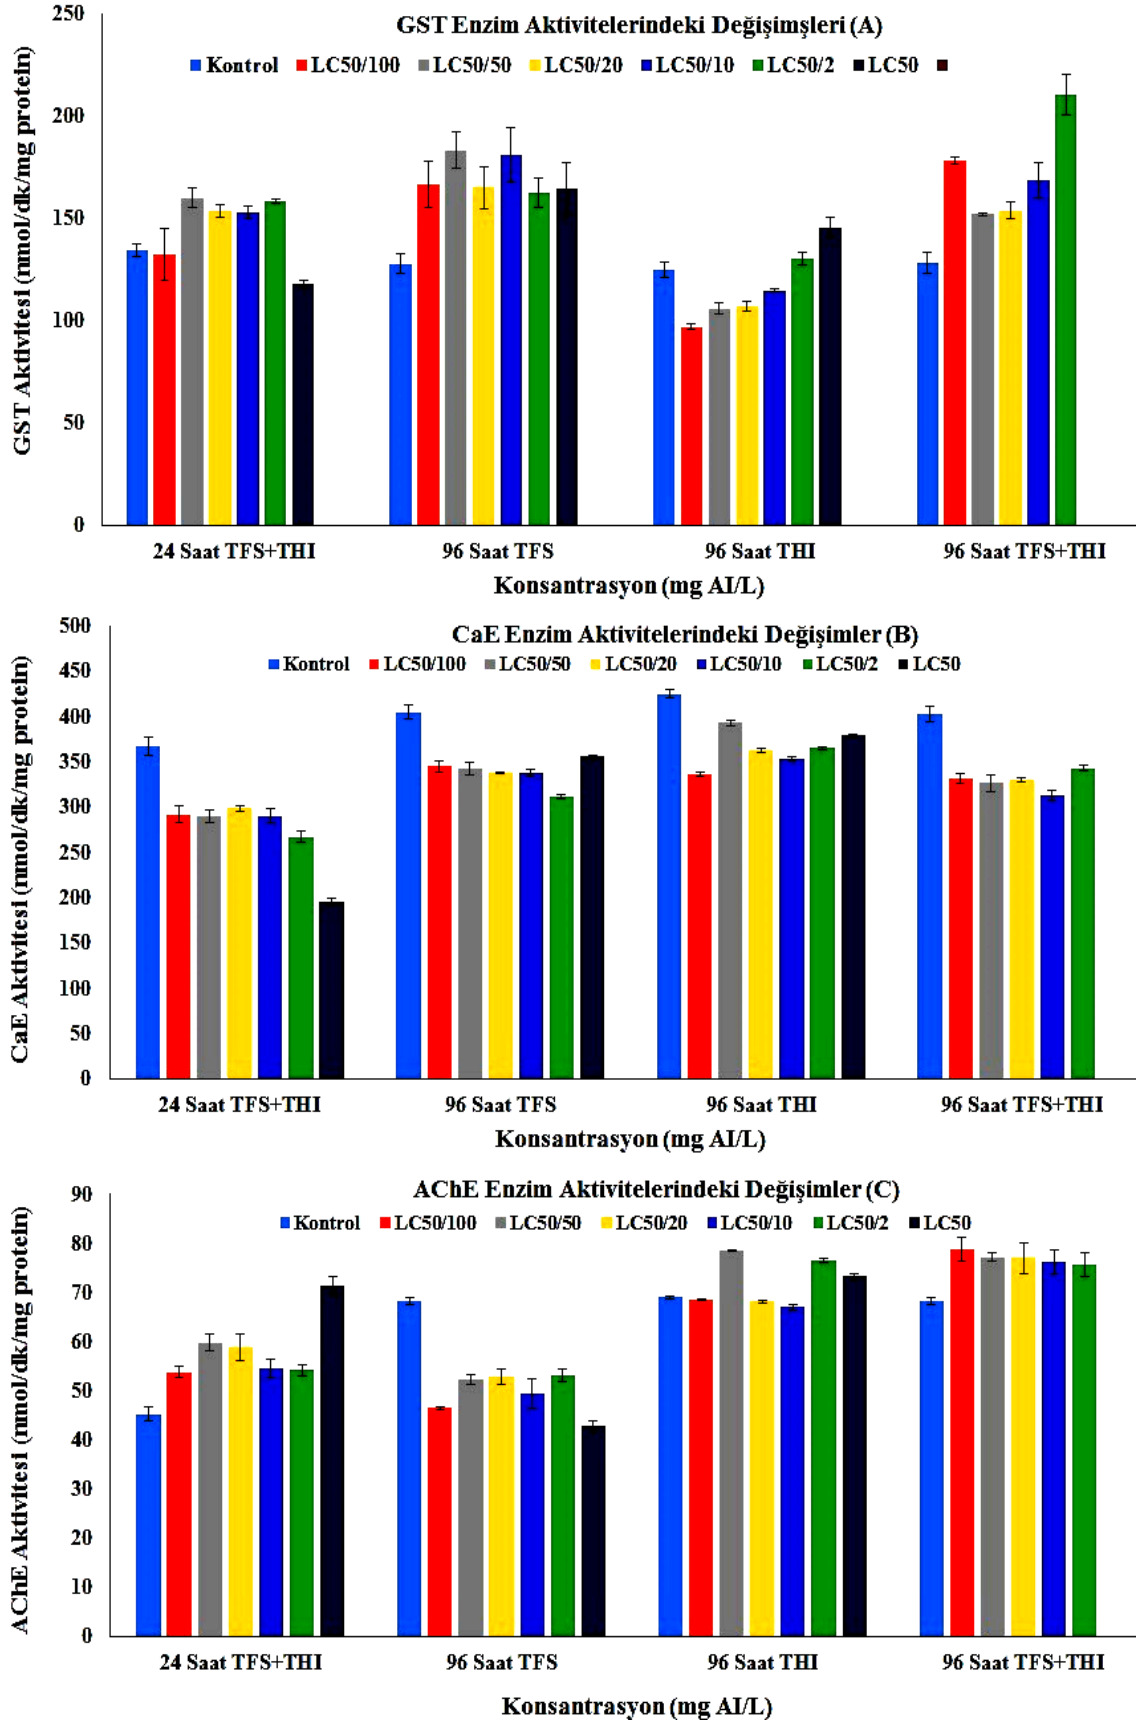 GST Enzim Aktivitelerindeki Değişimşleri (A)
Kontrol LC50/100 LC50/50 LC50/20 LC50/10 LC50/2 LC50
GST Aktivitesi (nmol/dk/mg protein)
250
200
150
100
50
0
24 Saat TFS+THI 96 Saat TFS 96 Saat THI 96 Saat TFS+THI
Konsantrasyon (mg AI/L)
CaE Enzim Aktivitelerindeki Değişimler (B)
Kontrol LC50/100 LC50/50 LC50/20 LC50/10 LC50/2 LC50
CaE Aktivitesi (nmol/dk/mg protein)
500
450
400
350
300
250
200
150
100
50
0
24 Saat TFS+THI 96 Saat TFS 96 Saat THI 96 Saat TFS+THI
Konsantrasyon (mg AI/L)
AChE Enzim Aktivitelerindeki Değişimler (C)
Kontrol LC50/100 LC50/50 LC50/20 LC50/10 LC50/2 LC50
AChE Aktivitesi (nmol/dk/mg protein)
90
80
70
60
50
40
30
20
10
0
24 Saat TFS+THI 96 Saat TFS 96 Saat THI 96 Saat TFS+THI
Konsantrasyon (mg AI/L)